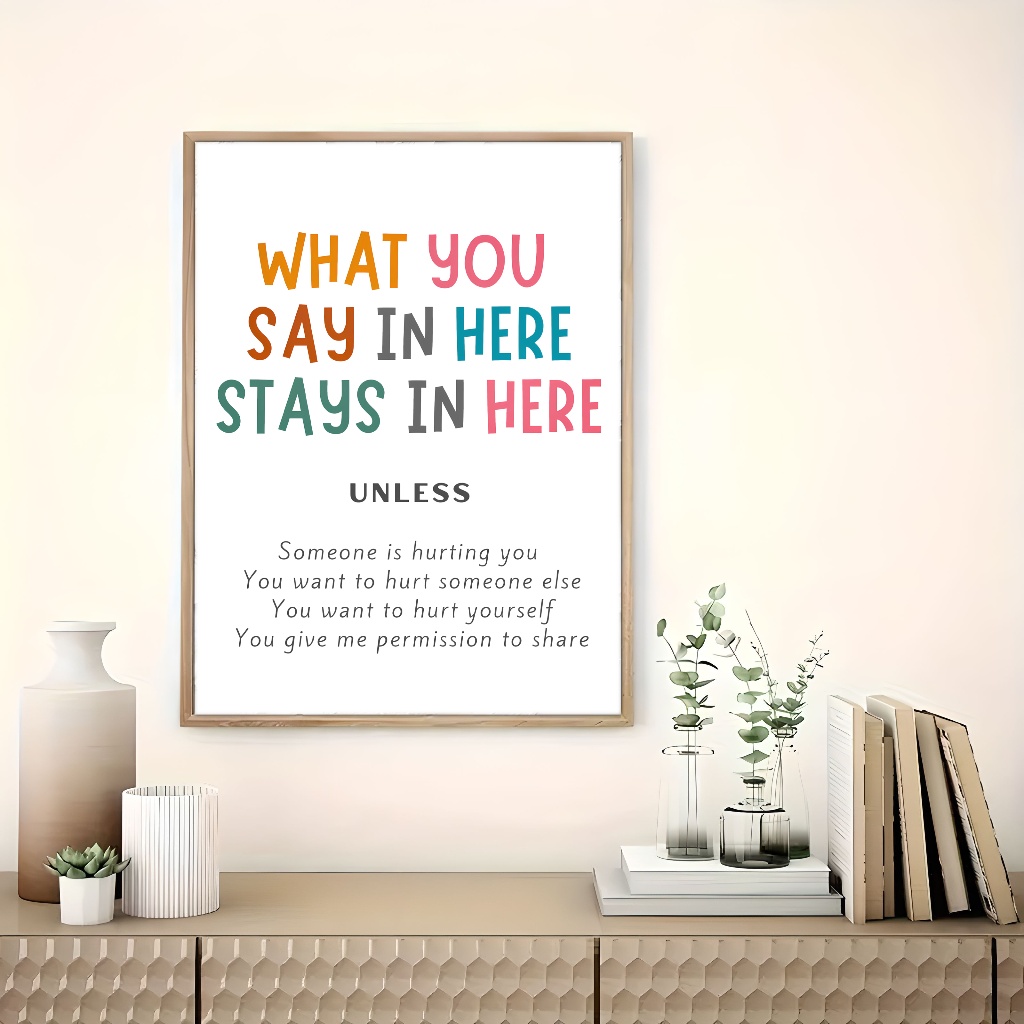 WHAT YOU
SAY IN HERE
STAYS IN HERE
UNLESS
Someone is hurting you
You want to hurt someone else
You want to hurt yourself
You give me permission to share